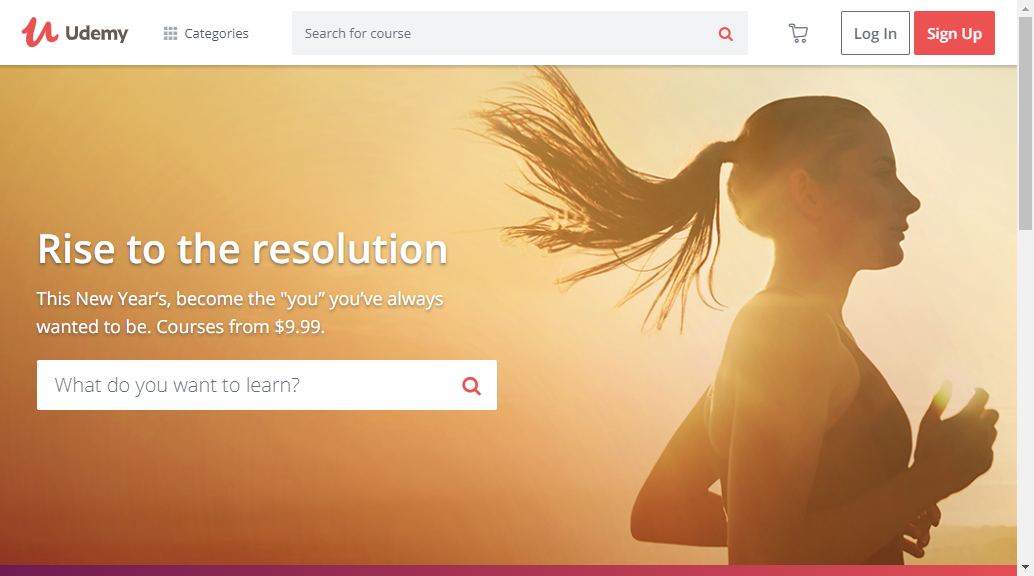 Udemy
Categories
Search for course
Log In
Sign Up
Rise to the resolution
This New Year's, become the "you” you've always
wanted to be. Courses from $9.99.
What do you want to learn?